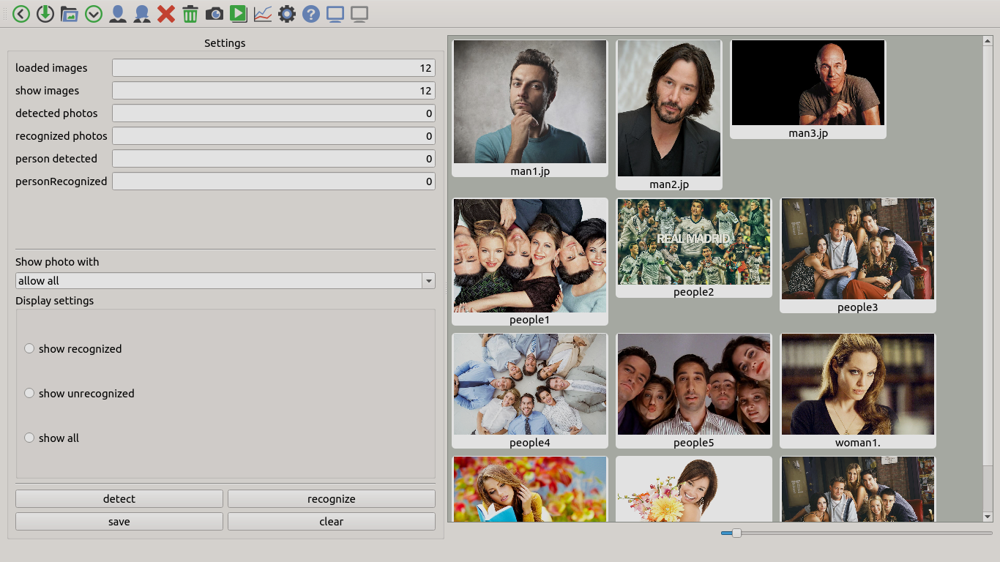 Settings
loaded images 12
show images 12
detected photos 0
recognized photos 0
person detected 0
personRecognized 0
Show photo with
allow all
Display settings
show recognized
show unrecognized
show all
detect recognize
save clear
man1.jp
man2.jp
man3.jp
REAL MADRID
people1
people2
people3
people4
people5
woman1.